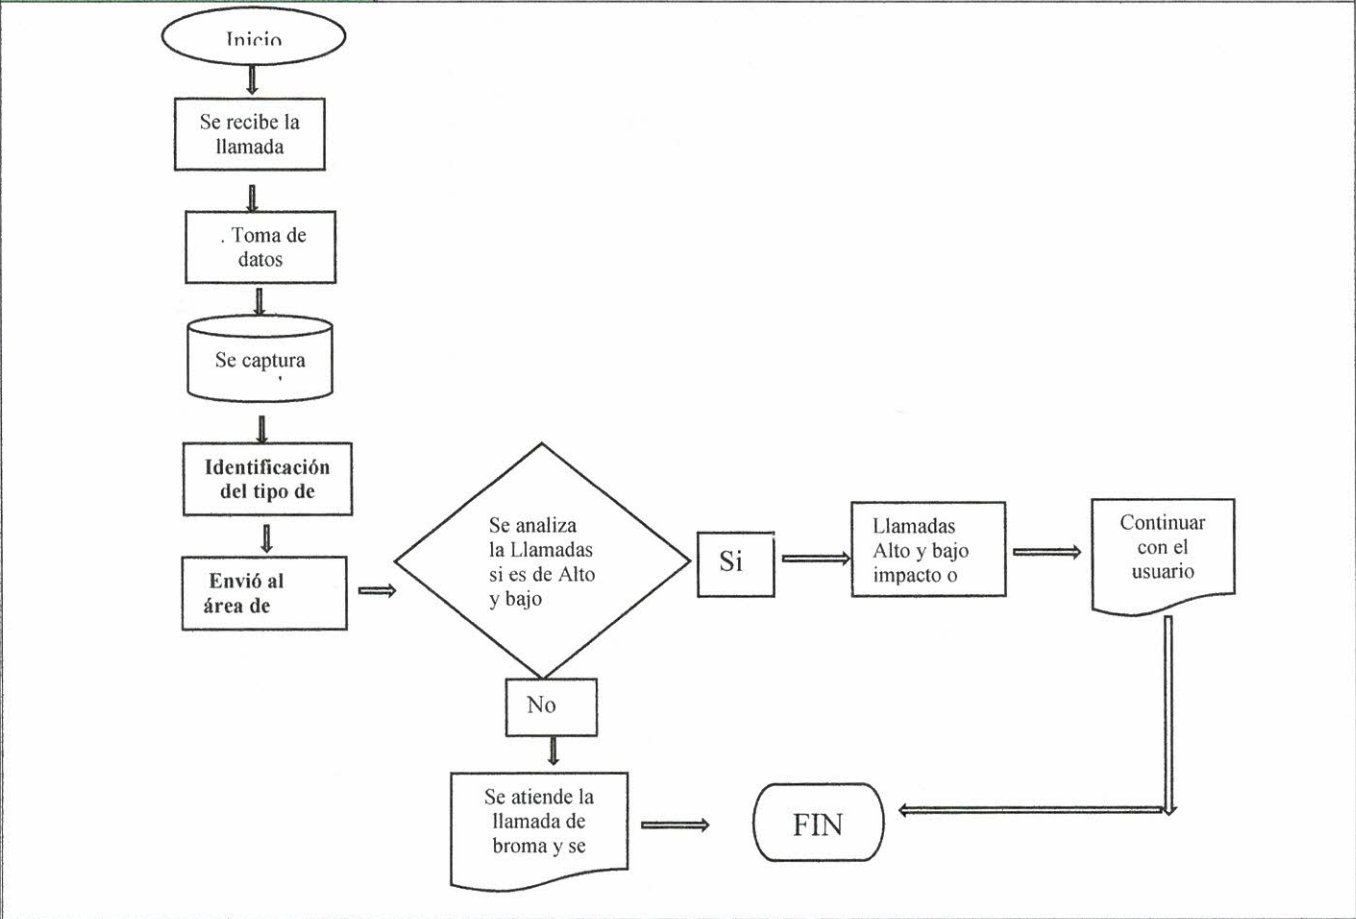 Inicio
Se recibe la
llamada
. Toma de
datos
Se captura
Identificación
del tipo de
Envió al
área de
Se analiza
la Llamadas
si es de Alto
y bajo
Si
Llamadas
Alto y bajo
impacto o
Continuar
con el
usuario
No
Se atiende la
llamada de
broma y se
FIN